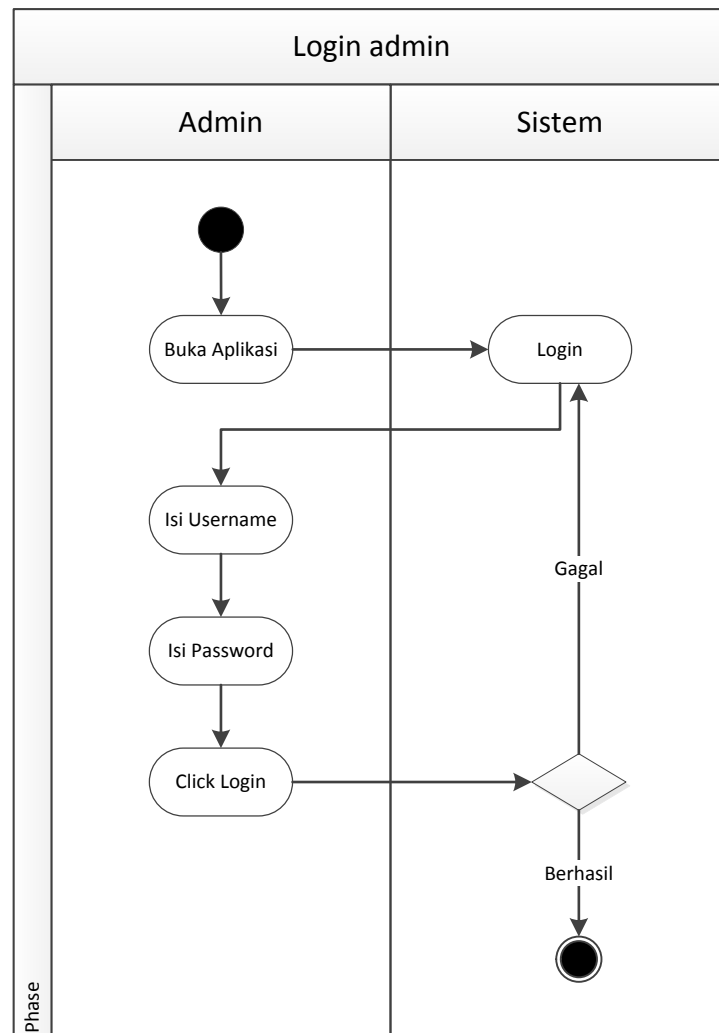 Login admin
Admin
Sistem
Buka Aplikasi
Login
Isi Username
Gagal
Isi Password
Click Login
Berhasil
Phase